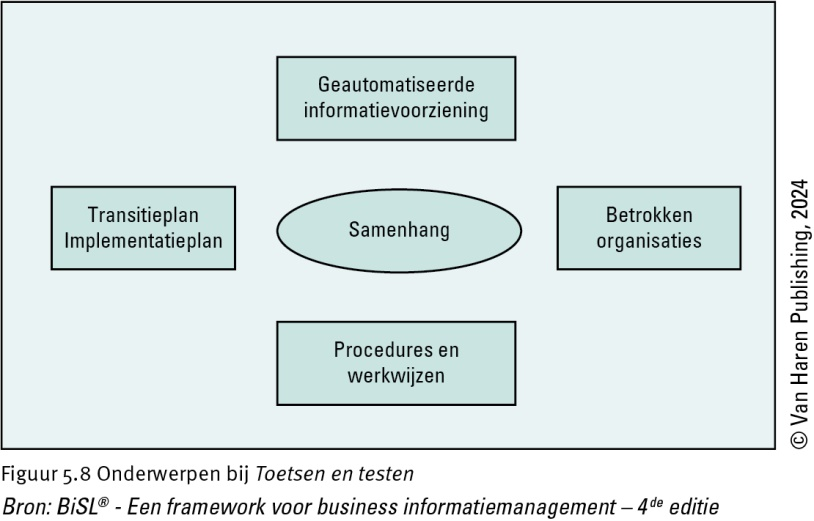 Geautomatiseerde
informatievoorziening
Transitieplan
Implementatieplan
Samenhang
Betrokken
organisaties
Procedures en
werkwijzen
© Van Haren Publishing, 2024
Figuur 5.8 Onderwerpen bij Toetsen en testen
Bron: BiSL® - Een framework voor business informatiemanagement – 4de editie